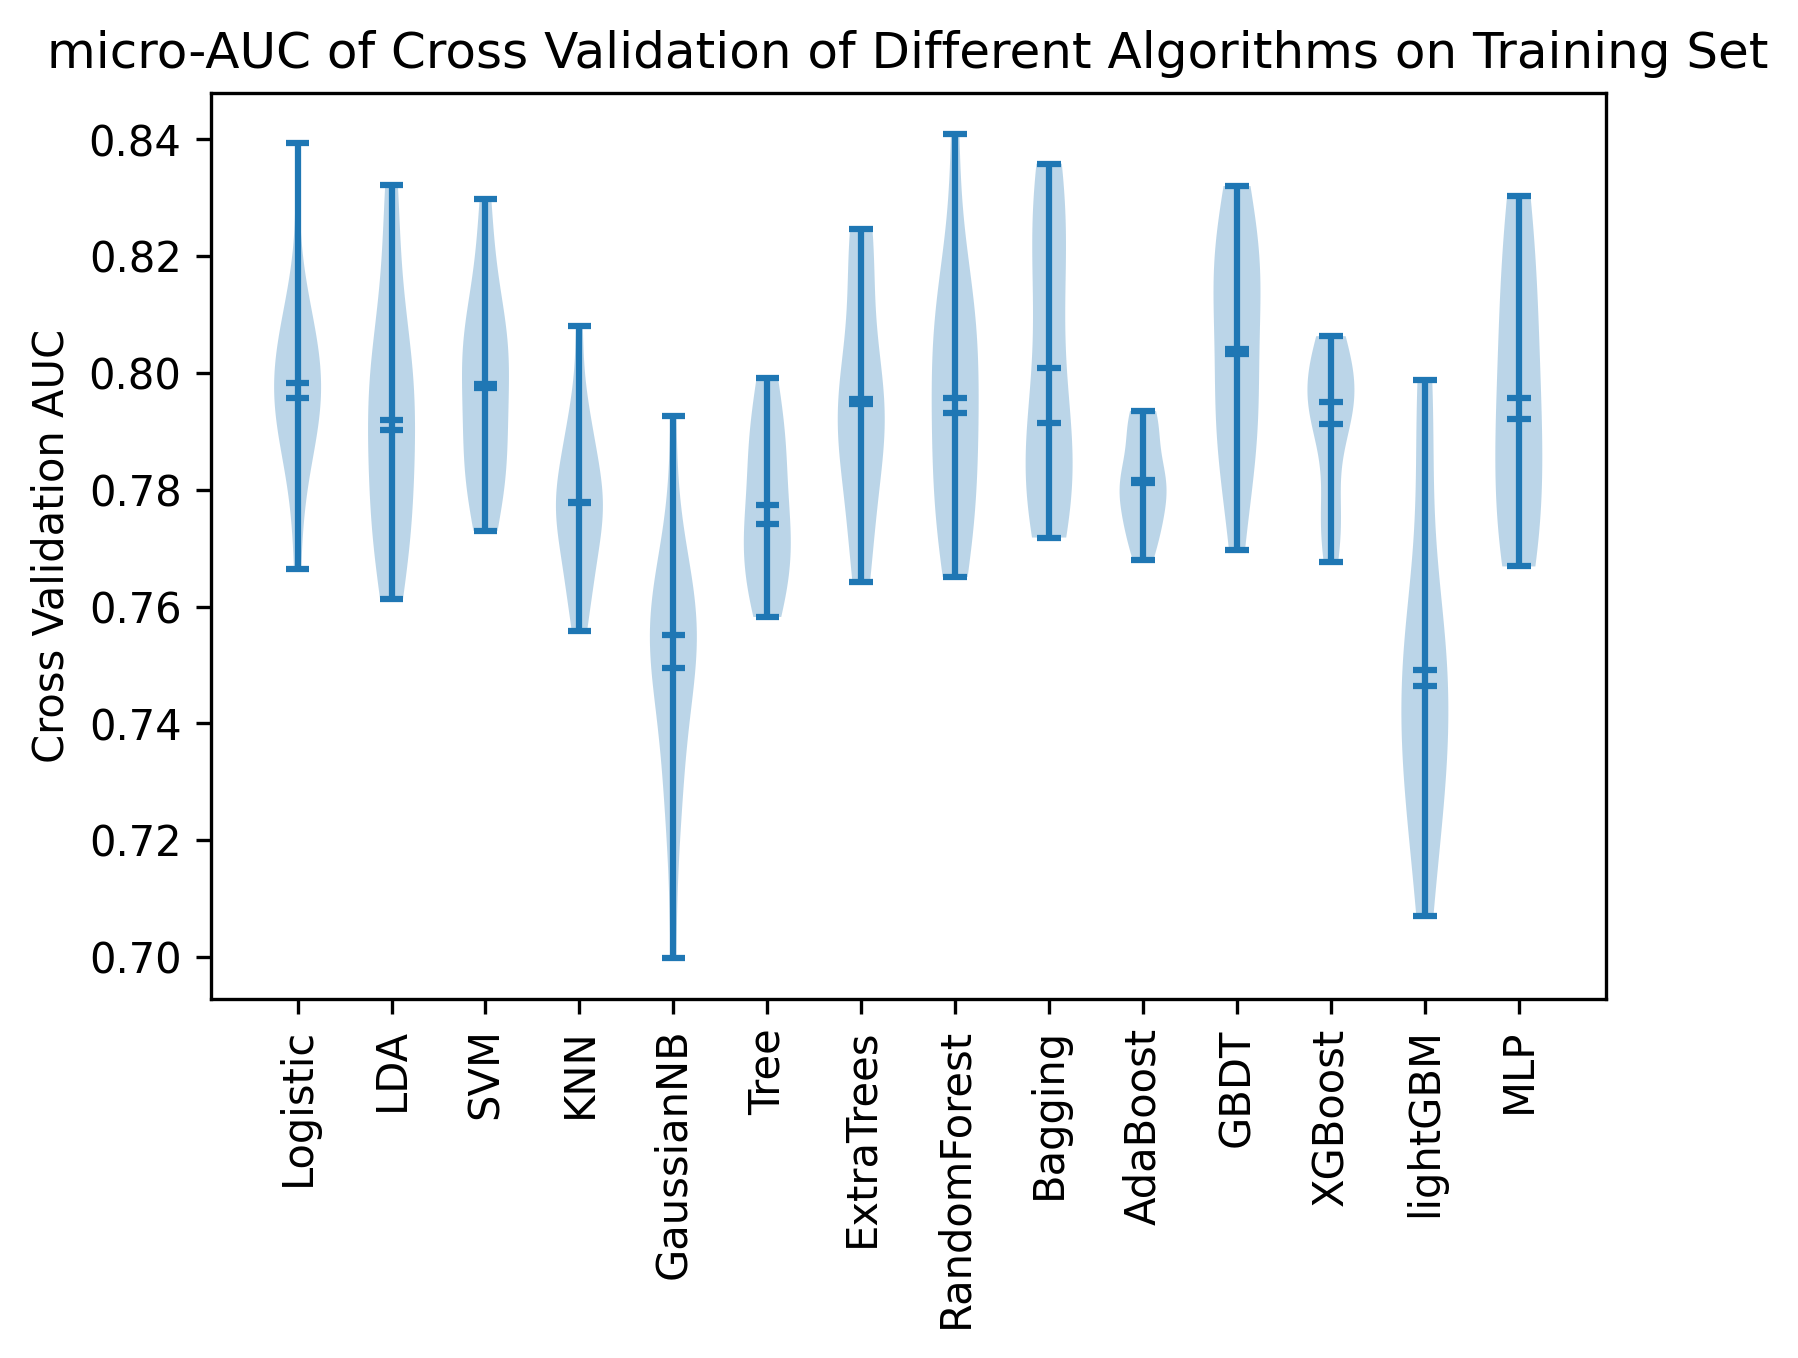 micro-AUC of Cross Validation of Different Algorithms on Training Set
Cross Validation AUC
0.84
0.82
0.80
0.78
0.76
0.74
0.72
0.70
Logistic
LDA
SVM
KNN
GaussianNB
Tree
ExtraTrees
RandomForest
Bagging
AdaBoost
GBDT
XGBoost
lightGBM
MLP